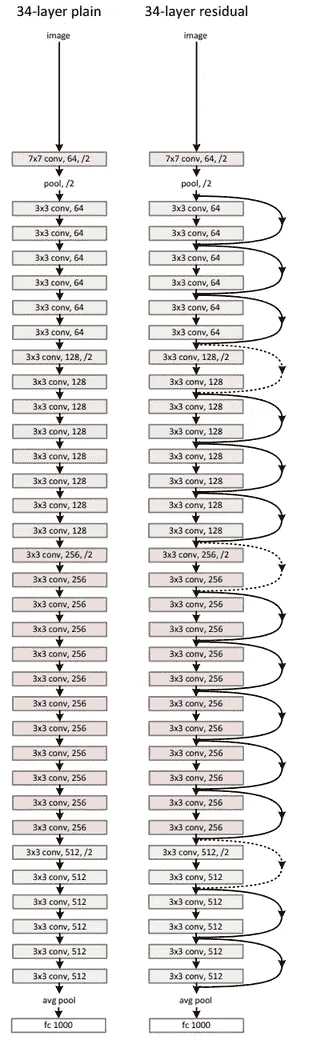 34-layer plain
image
7x7 conv, 64, /2
pool, /2
3x3 conv, 64
3x3 conv, 64
3x3 conv, 64
3x3 conv, 64
3x3 conv, 64
3x3 conv, 64
3x3 conv, 128, /2
3x3 conv, 128
3x3 conv, 128
3x3 conv, 128
3x3 conv, 128
3x3 conv, 128
3x3 conv, 128
3x3 conv, 128
3x3 conv, 256, /2
3x3 conv, 256
3x3 conv, 256
3x3 conv, 256
3x3 conv, 256
3x3 conv, 256
3x3 conv, 256
3x3 conv, 256
3x3 conv, 256
3x3 conv, 256
3x3 conv, 256
3x3 conv, 256
3x3 conv, 512, /2
3x3 conv, 512
3x3 conv, 512
3x3 conv, 512
3x3 conv, 512
3x3 conv, 512
avg pool
fc 1000
34-layer residual
image
7x7 conv, 64, /2
pool, /2
3x3 conv, 64
3x3 conv, 64
3x3 conv, 64
3x3 conv, 64
3x3 conv, 64
3x3 conv, 64
3x3 conv, 128, /2
3x3 conv, 128
3x3 conv, 128
3x3 conv, 128
3x3 conv, 128
3x3 conv, 128
3x3 conv, 128
3x3 conv, 128
3x3 conv, 256, /2
3x3 conv, 256
3x3 conv, 256
3x3 conv, 256
3x3 conv, 256
3x3 conv, 256
3x3 conv, 256
3x3 conv, 256
3x3 conv, 256
3x3 conv, 256
3x3 conv, 256
3x3 conv, 256
3x3 conv, 512, /2
3x3 conv, 512
3x3 conv, 512
3x3 conv, 512
3x3 conv, 512
3x3 conv, 512
avg pool
fc 1000